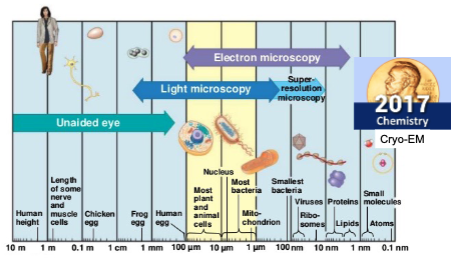 Electron microscopy
Light microscopy
Super-
resolution
microscopy
Unaided eye
2017
Chemistry
Cryo-EM
Human
height
Length
of some
nerve
and
muscle
cells
Chicken
egg
Frog
egg
Human
egg
Most
plant
and
animal
cells
Nucleus
Most
bacteria
Mito-
chondrion
Smallest
bacteria
Viruses
Ribo-
somes
Proteins
Lipids
Small
molecules
Atoms
10 m
1 m
0.1 m
1 cm
1 mm
100 µm
10 µm
1 µm
100 nm
10 nm
1 nm
0.1 nm